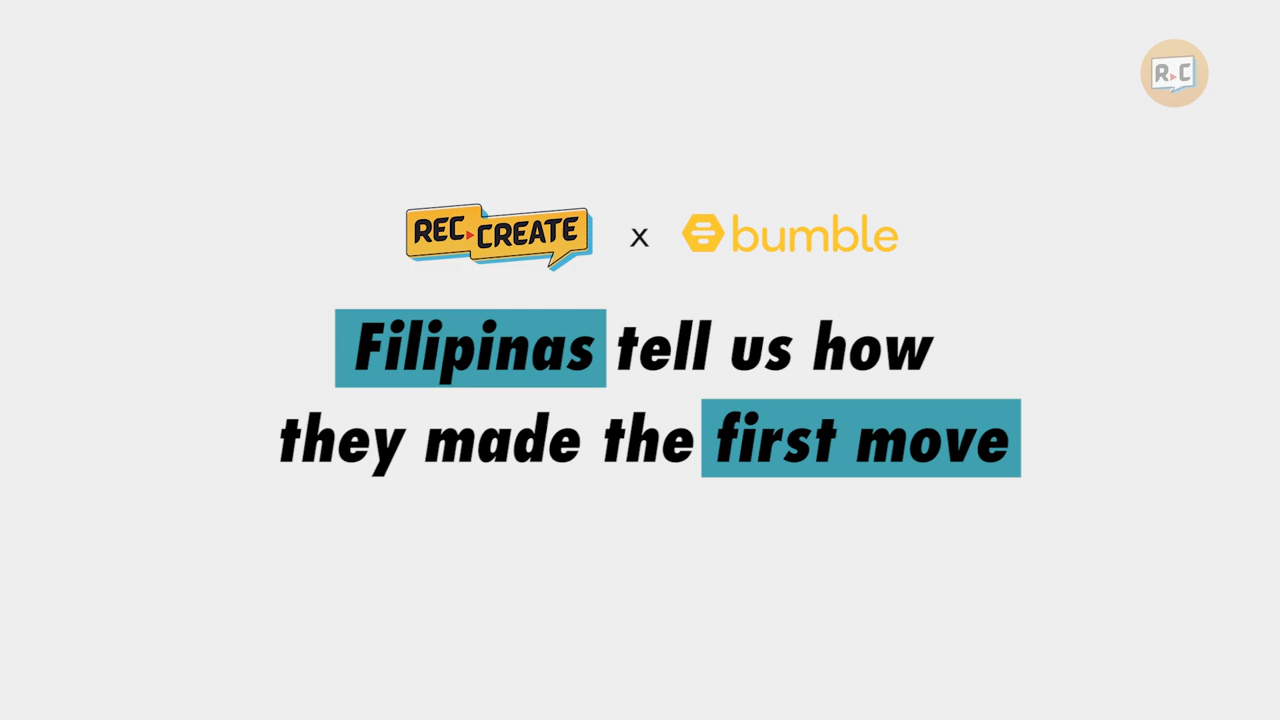 R C
REC CREATE x bumble
Filipinas tell us how
they made the first move